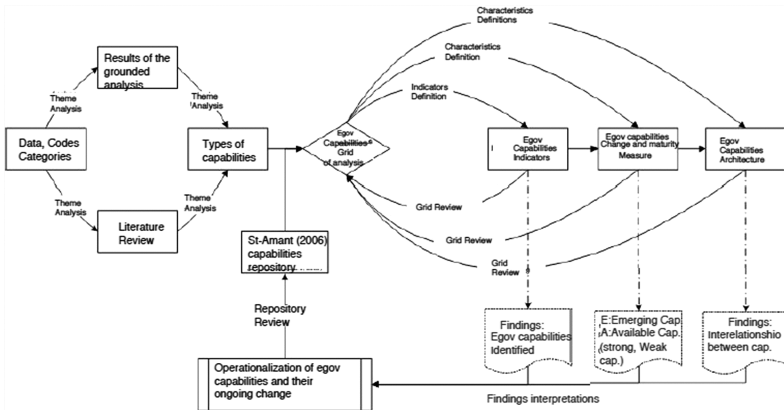 Characteristics
Definitions
Characteristics
Definition
Indicators
Definition
Results of the
grounded
analysis
Theme
Analysis
Theme
Analysis
Data, Codes
Categories
Types of
capabilities
Egov
Capabilities
Grid
of analysis
Egov
Capabilities
Indicators
Egov capabilities
Change and maturity
Measure
Egov
Capabilities
Architecture
Theme
Analysis
Theme
Analysis
Literature
Review
Grid Review
Grid Review
Grid
Review
St-Amant (2006)
capabilities
repository
Repository
Review
Findings:
Egov capabilities
Identified
E:Emerging Cap.
A:Available Cap.
(strong, Weak
cap.)
Findings:
Interelationship
between cap.
Operationalization of egov
capabilities and their
ongoing change
Findings interpretations